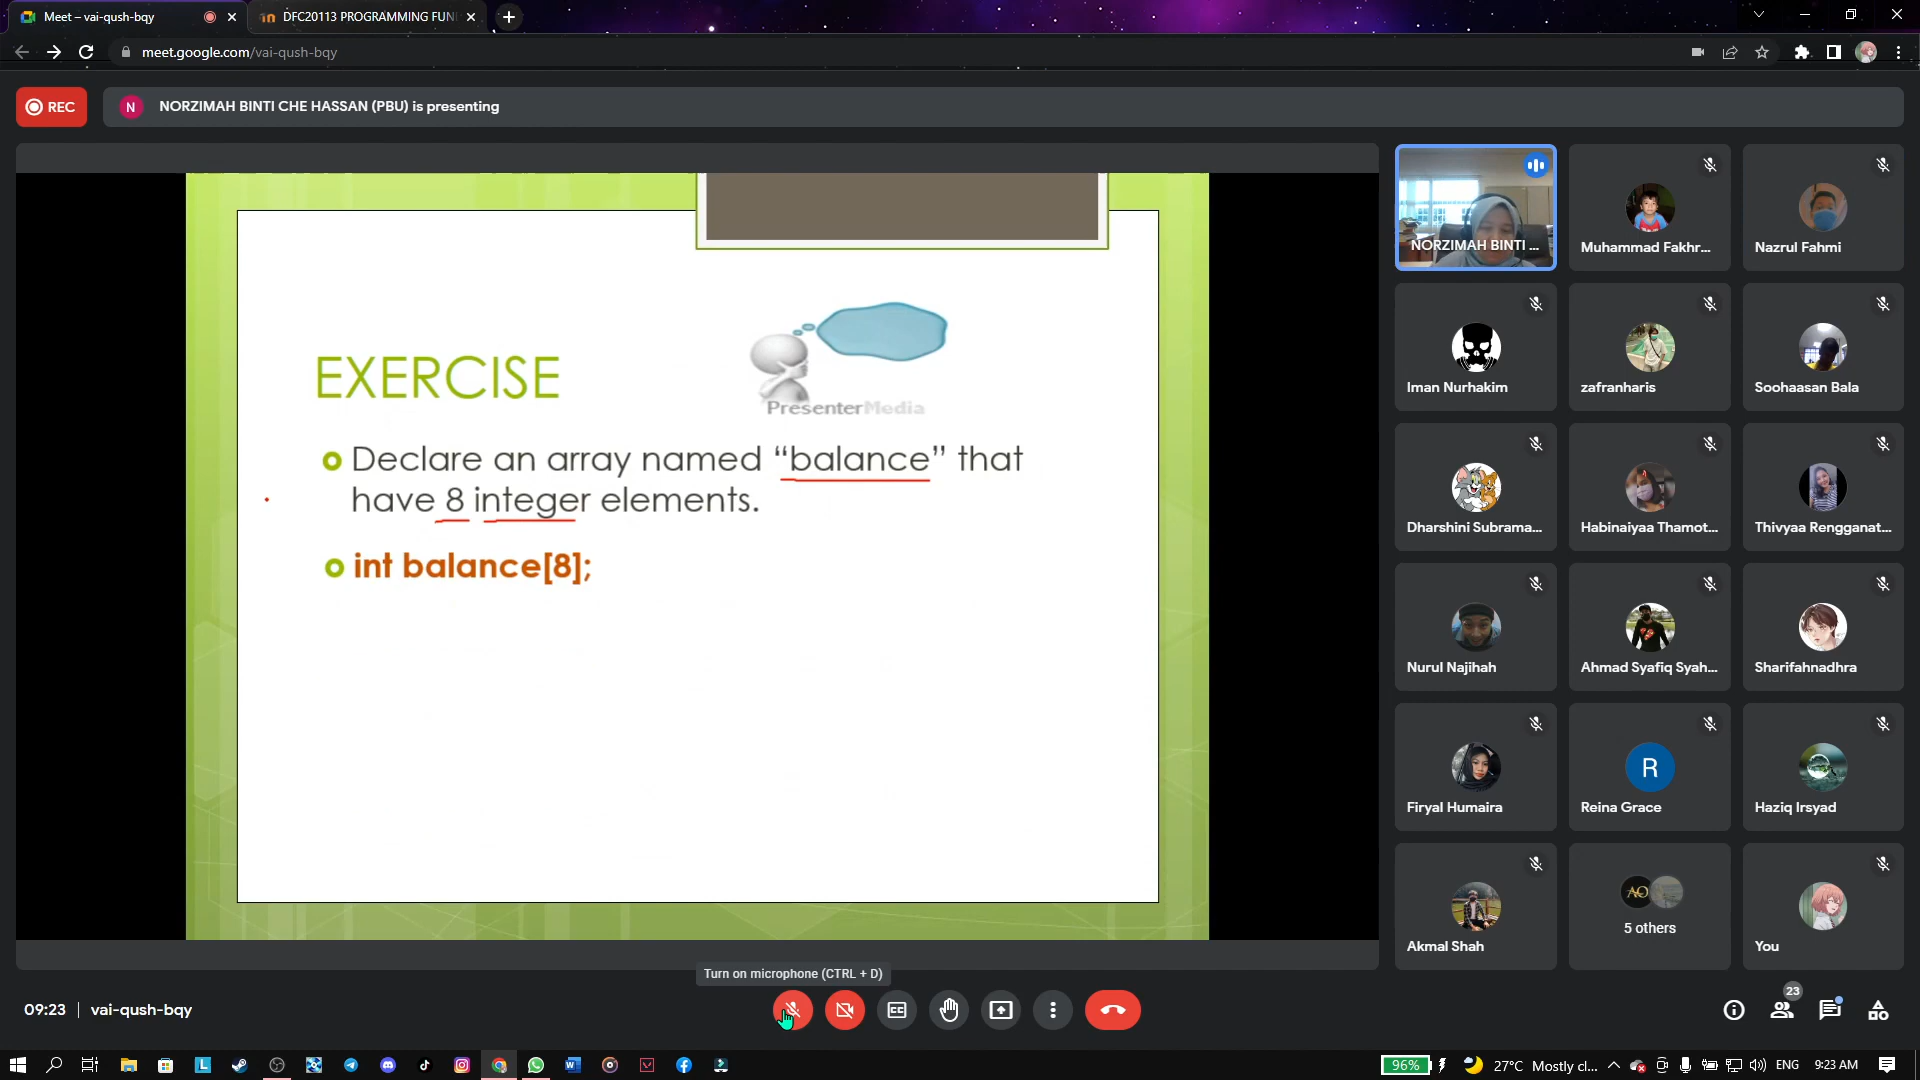 Meet – vai-qush-bqy
DFC20113 PROGRAMMING FUN
meet.google.com/vai-qush-bqy
REC
N
NORZIMAH BINTI CHE HASSAN (PBU) is presenting
EXERCISE
PresenterMedia
Declare an array named “balance” that
have 8 integer elements.
int balance[8];
NORZIMAH BINTI ...
Muhammad Fakhr...
Nazrul Fahmi
Iman Nurhakim
zafranharis
Soohaasan Bala
Dharshini Subrama...
Habinaiyaa Thamot...
Thivyaa Rengganat...
Nurul Najihah
Ahmad Syafiq Syah...
Sharifahnadhra
Firyal Humaira
R
Reina Grace
Haziq Irsyad
Akmal Shah
AO
5 others
You
Turn on microphone (CTRL + D)
09:23 | vai-qush-bqy
23
96%
27°C Mostly cl...
ENG
9:23 AM